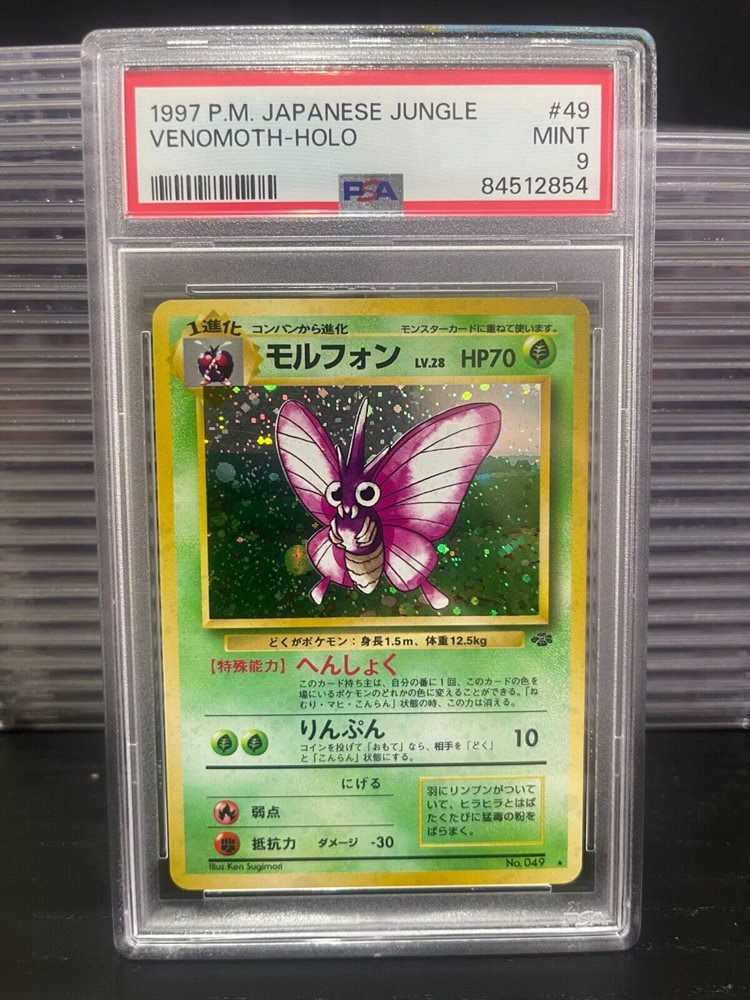 1997 P.M. JAPANESE JUNGLE #49
VENOMOTH-HOLO MINT
9
PSA 84512854
1進化 コンパンから進化 モンスターカードに重ねて使います。
モルフォン LV.28 HP70
どくがポケモン：身長1.5m、体重12.5kg
【特殊能力】へんしょく
このカード持ち主は、自分の番に1回、このカードの色を
場にいるポケモンのどれかの色に変えることができる。「ね
むり・マヒ・こんらん」状態の時、この力は消える。
りんぷん 10
コインを投げて「おもて」なら、相手を「どく」
と「こんらん」状態にする。
にげる
弱点
抵抗力 ダメージ -30
羽にリンプンがついて
いて、ヒラヒラとはば
たくたびに猛毒の粉を
ばらまく。
Illus. Ken Sugimori No. 049 ★
PSA